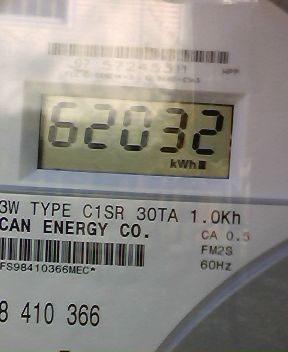 62032
kWh
3W TYPE C1SR 30TA 1.0Kh
CAN ENERGY CO.
CA 0.5
FM2S
FS98410366MEC*
60Hz
8 410 366